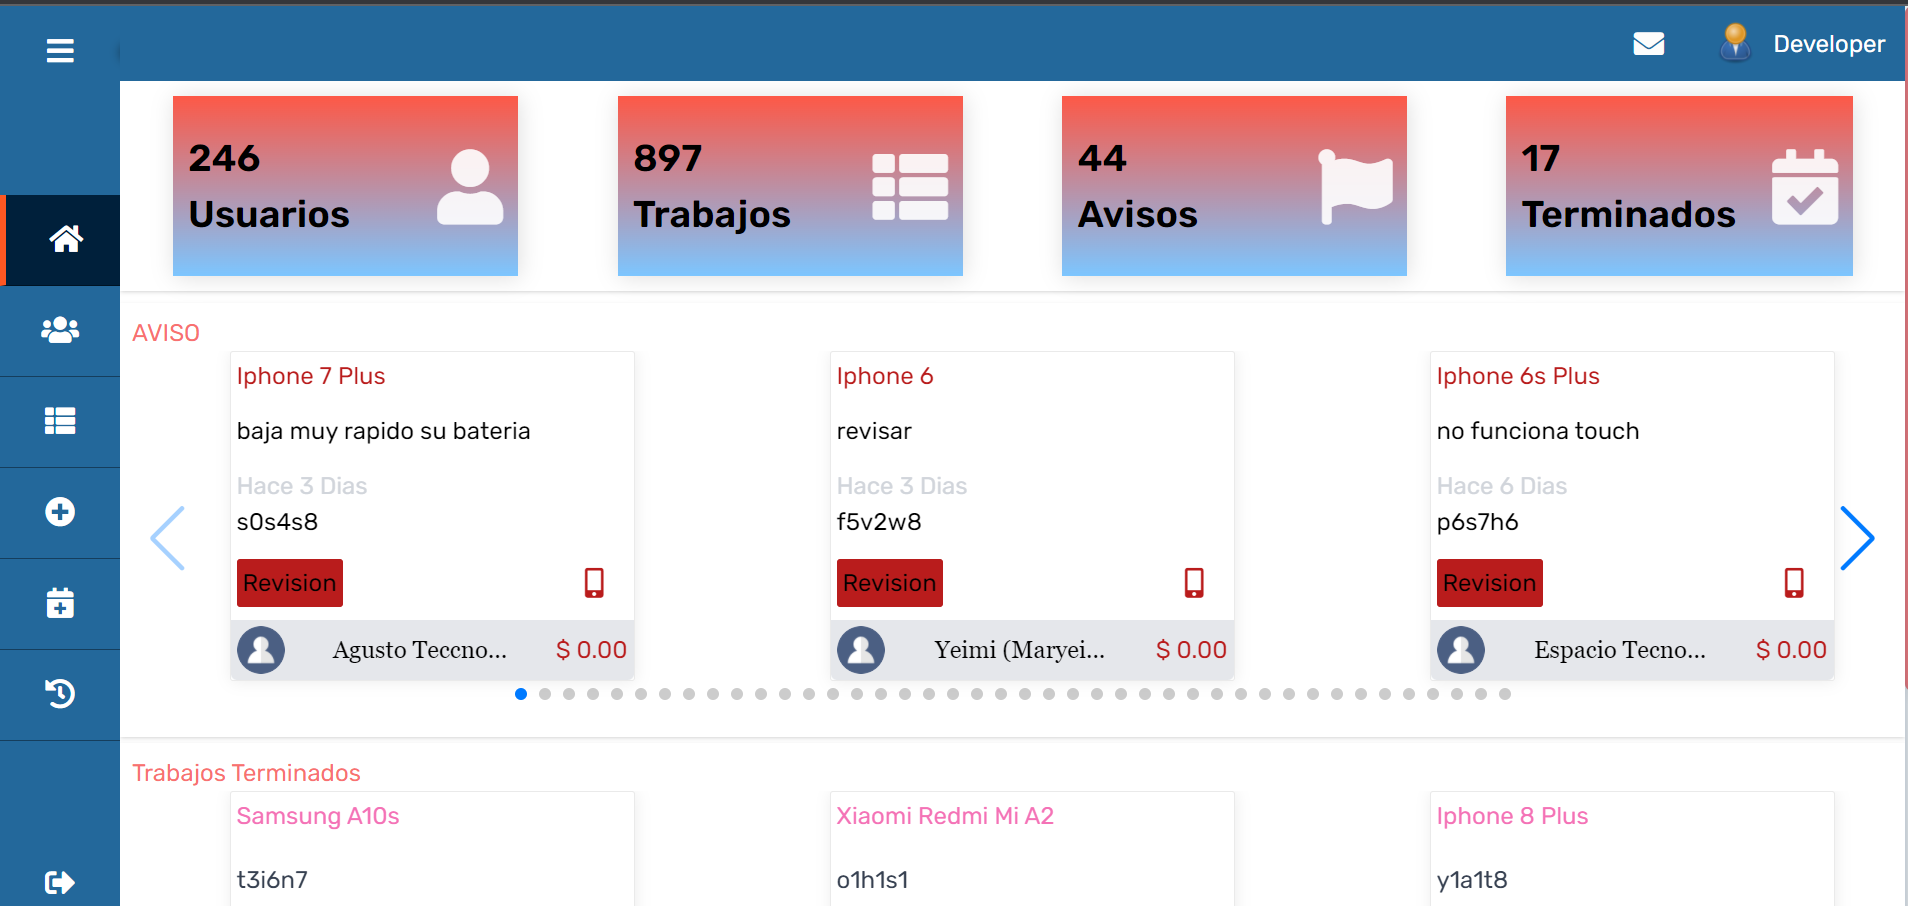 Developer
246
Usuarios
897
Trabajos
44
Avisos
17
Terminados
AVISO
Iphone 7 Plus
baja muy rapido su bateria
Hace 3 Dias
s0s4s8
Revision
Agusto Teccno...
$ 0.00
Iphone 6
revisar
Hace 3 Dias
f5v2w8
Revision
Yeimi (Maryei...
$ 0.00
Iphone 6s Plus
no funciona touch
Hace 6 Dias
p6s7h6
Revision
Espacio Tecno...
$ 0.00
Trabajos Terminados
Samsung A10s
t3i6n7
Xiaomi Redmi Mi A2
o1h1s1
Iphone 8 Plus
y1a1t8